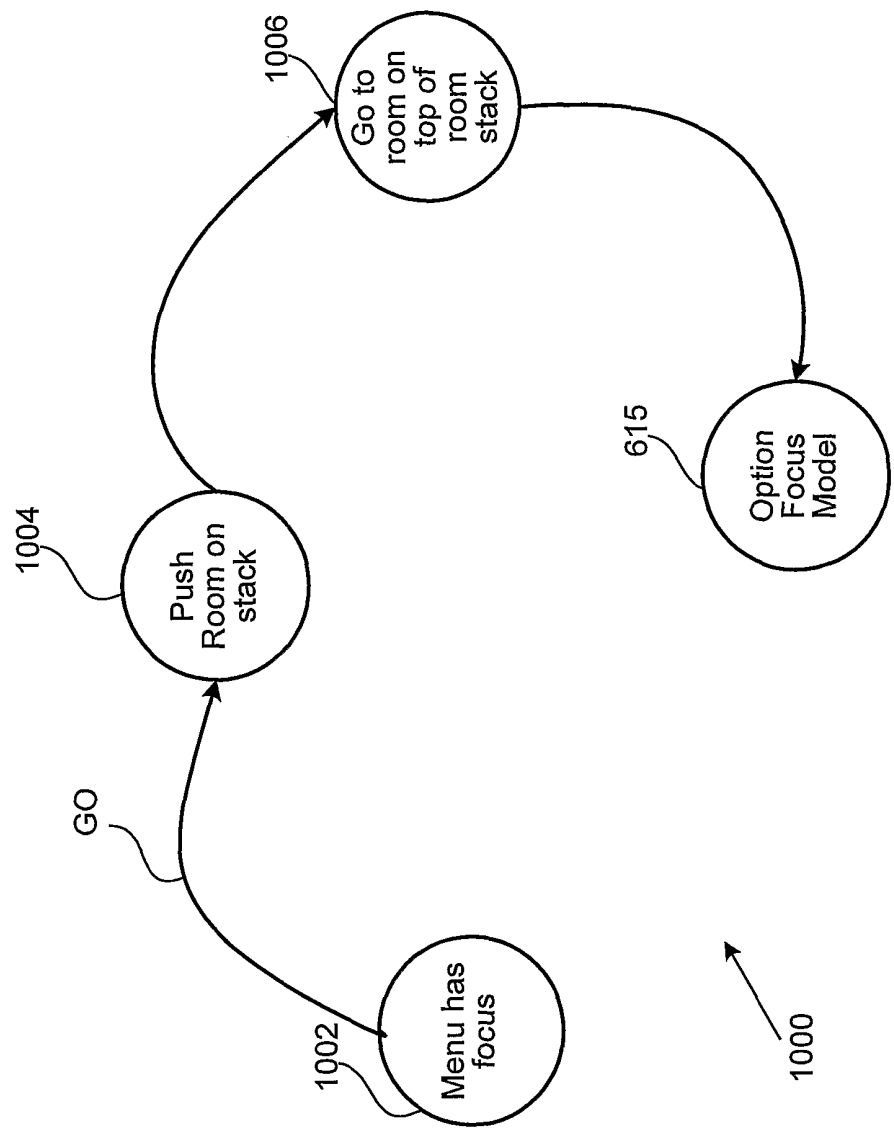 1002
Menu has
focus
GO
1004
Push
Room on
stack
1006
Go to
room on
top of
room
stack
615
Option
Focus
Model
1000